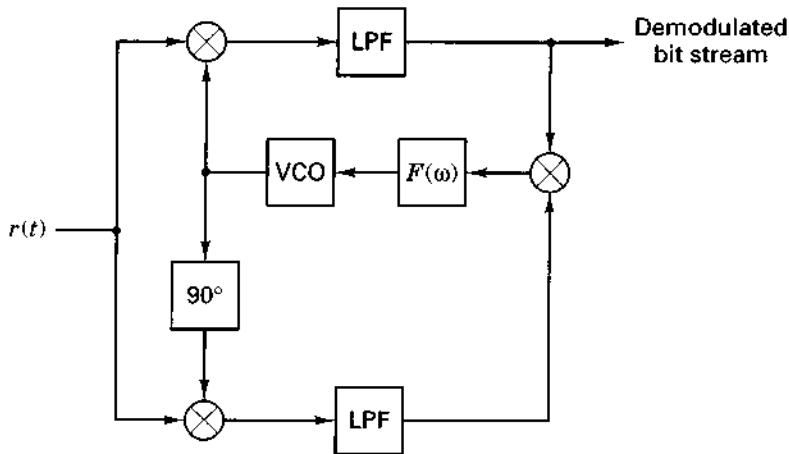 LPF
Demodulated
bit stream
VCO
F(ω)
r(t)
90°
LPF